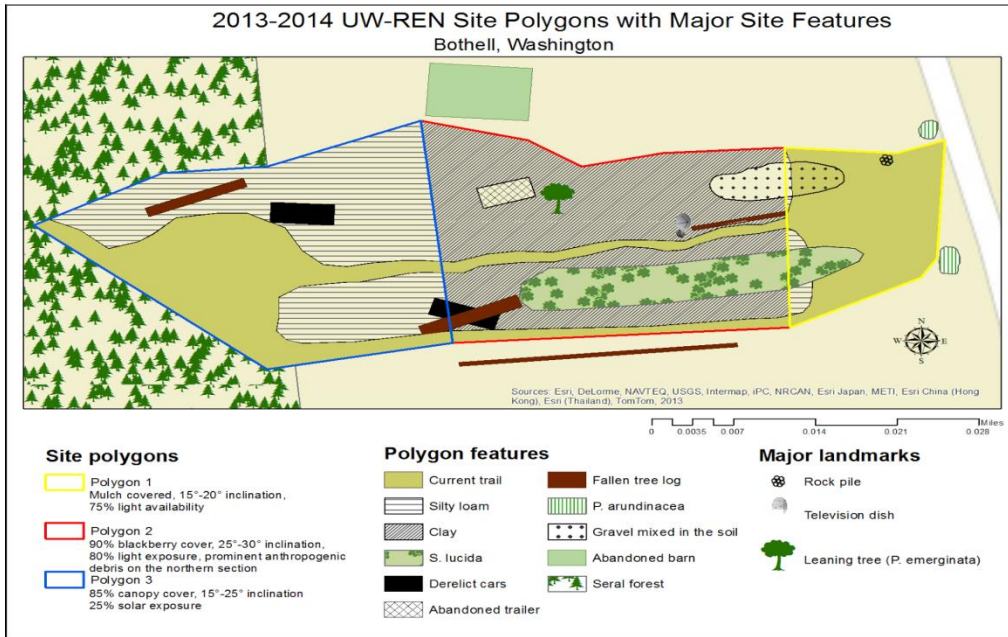 2013-2014 UW-REN Site Polygons with Major Site Features
Bothell, Washington
N
W
E
S
Sources: Esri, DeLorme, NAVTEQ, USGS, Intermap, iPC, NRCAN, Esri Japan, METI, Esri China (Hong
Kong), Esri (Thailand), TomTom, 2013
Miles
0 0.0035 0.007 0.014 0.021 0.028
Site polygons
Polygon 1
Mulch covered, 15°-20° inclination,
75% light availability
Polygon 2
90% blackberry cover, 25°-30° inclination,
80% light exposure, prominent anthropogenic
debris on the northern section
Polygon 3
85% canopy cover, 15°-25° inclination
25% solar exposure
Polygon features
Current trail
Silty loam
Clay
S. lucida
Derelict cars
Abandoned trailer
Fallen tree log
P. arundinacea
Gravel mixed in the soil
Abandoned barn
Seral forest
Major landmarks
Rock pile
Television dish
Leaning tree (P. emerginata)